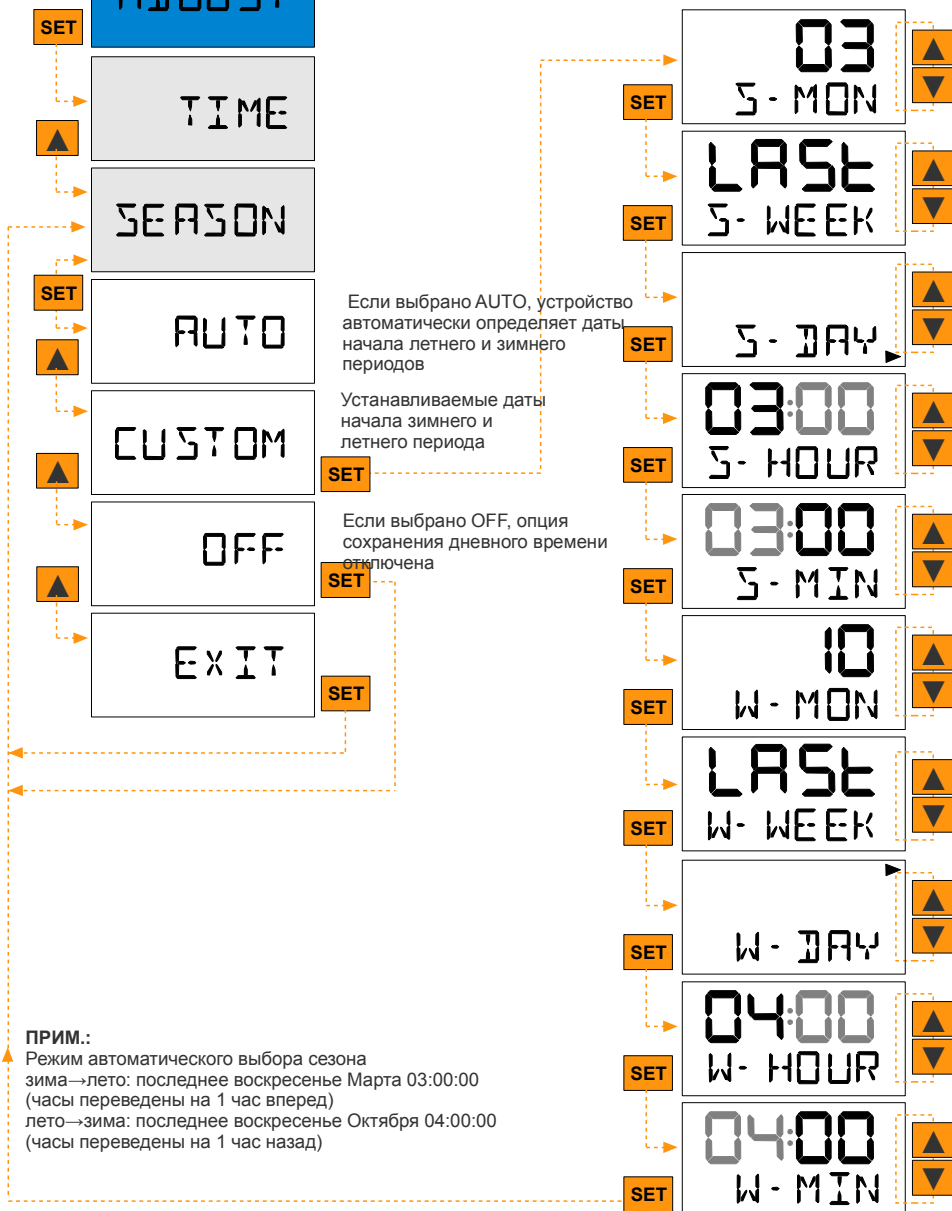 SET
TIME
▲
SEASON
SET
AUTO
▲
CUSTOM
SET
▲
OFF
SET
▲
EXIT
SET
Если выбрано AUTO, устройство
автоматически определяет даты
начала летнего и зимнего
периодов
Устанавливаемые даты
начала зимнего и
летнего периода
Если выбрано OFF, опция
сохранения дневного времени
отключена
03
S-MON
▲
▼
SET
LASt
S-WEEK
▲
▼
SET
S-DAY
▲
▼
SET
03:00
S-HOUR
▲
▼
SET
03:00
S-MIN
▲
▼
SET
10
W-MON
▲
▼
SET
LASt
W-WEEK
▲
▼
SET
W-DAY
▲
▼
SET
04:00
W-HOUR
▲
▼
SET
04:00
W-MIN
▲
▼
SET
ПРИМ.:
Режим автоматического выбора сезона
зима→лето: последнее воскресенье Марта 03:00:00
(часы переведены на 1 час вперед)
лето→зима: последнее воскресенье Октября 04:00:00
(часы переведены на 1 час назад)